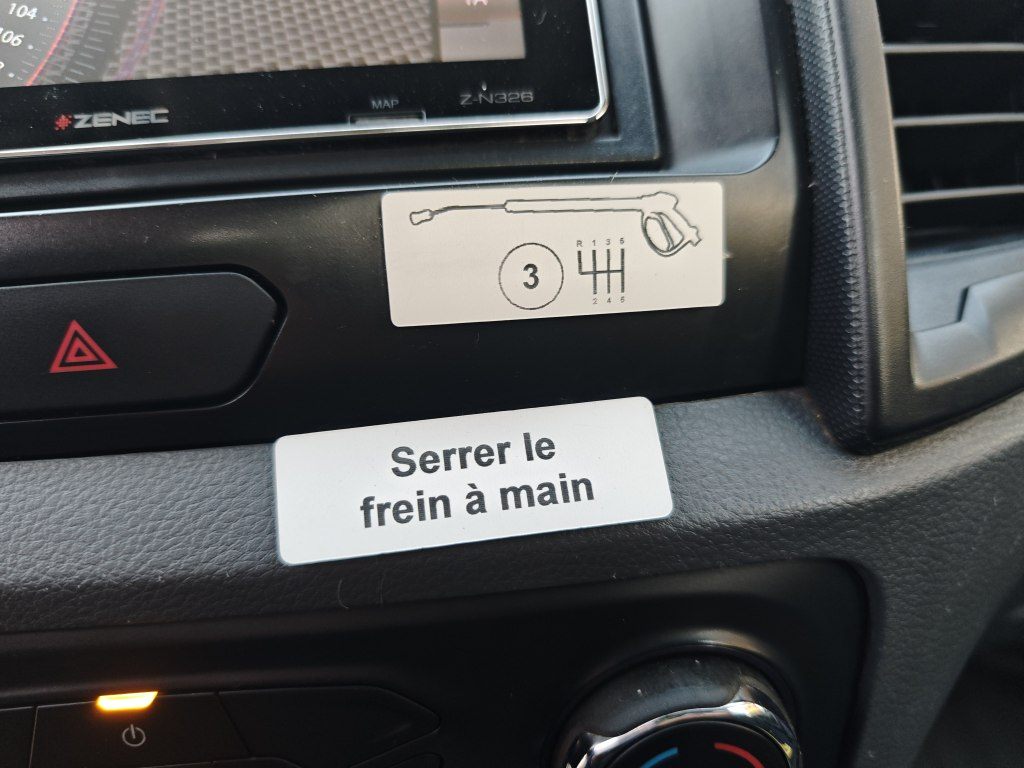 104
106
ZENEC
MAP
Z-N326
3
R 1 3 5
2 4 6
Serrer le
frein à main